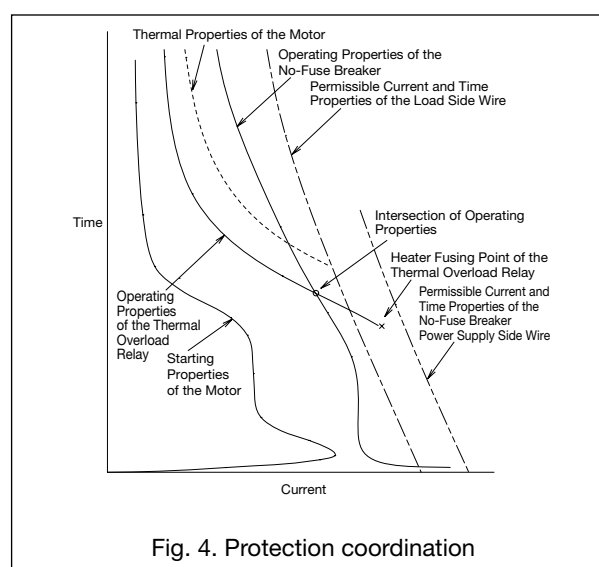 Thermal Properties of the Motor
Operating Properties of the
No-Fuse Breaker
Permissible Current and Time
Properties of the Load Side Wire
Time
Intersection of Operating
Properties
Heater Fusing Point of the
Thermal Overload Relay
Permissible Current and
Time Properties of the
No-Fuse Breaker
Power Supply Side Wire
Operating
Properties
of the Thermal
Overload
Relay
Starting
Properties
of the Motor
Current
Fig. 4. Protection coordination